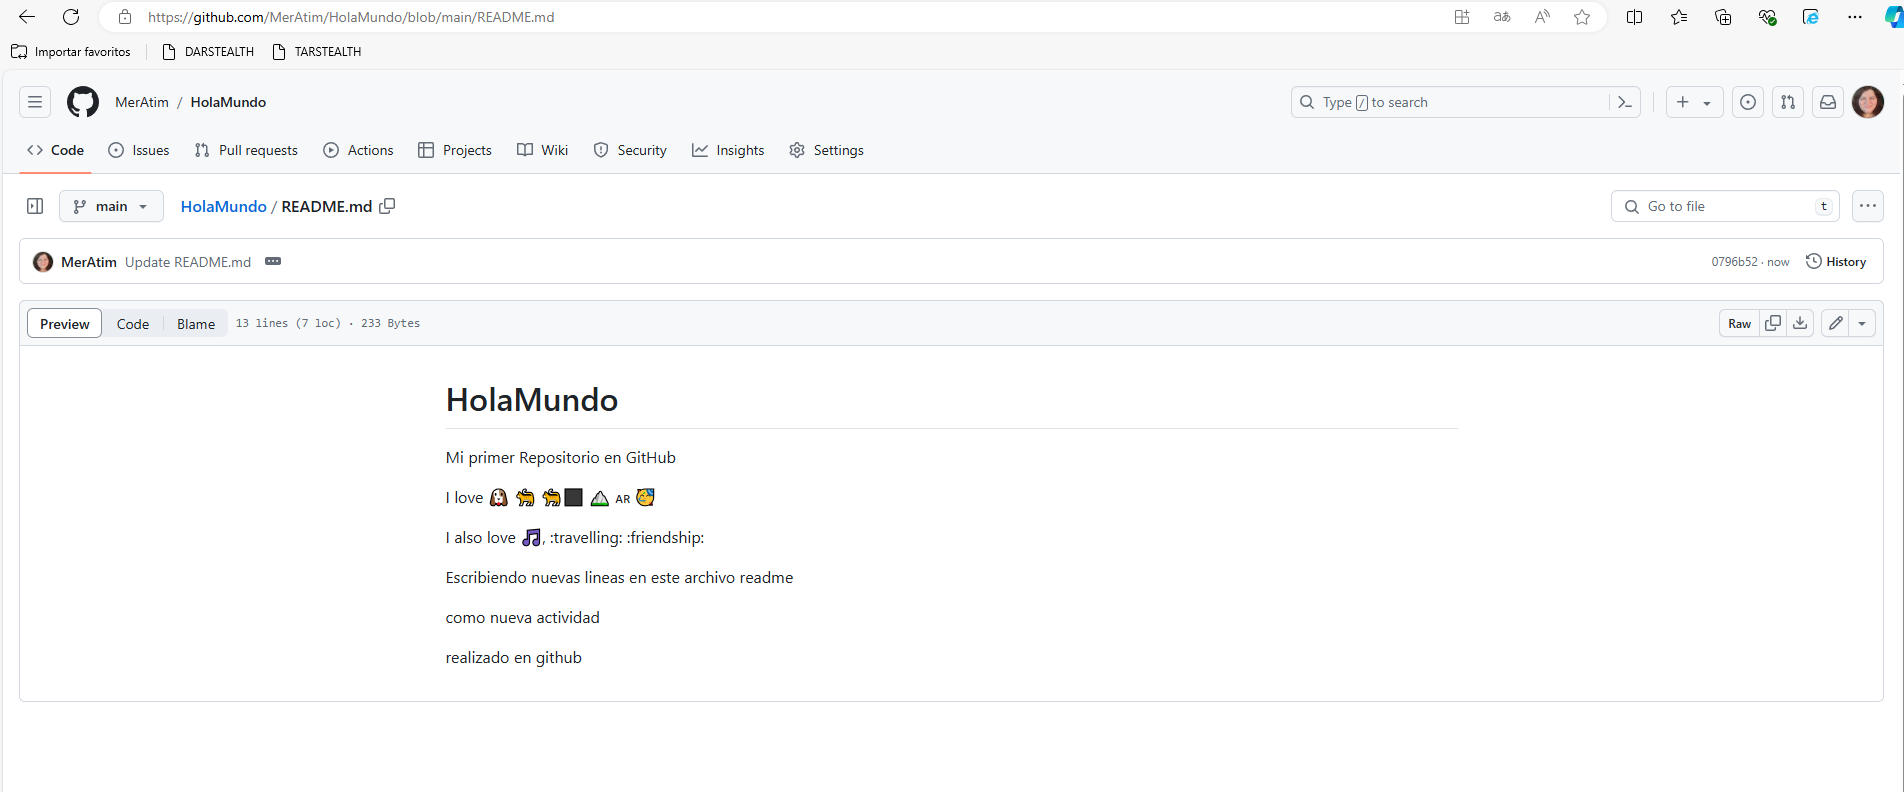 https://github.com/MerAtim/HolaMundo/blob/main/README.md
Importar favoritos DARSTEALTH TARSTEALTH
MerAtim / HolaMundo Type / to search
Code Issues Pull requests Actions Projects Wiki Security Insights Settings
main HolaMundo / README.md Go to file t
MerAtim Update README.md 0796b52 · now History
Preview Code Blame 13 lines (7 loc) · 233 Bytes Raw
HolaMundo
Mi primer Repositorio en GitHub
I love 🐶 🐈 🐈‍⬛ ⛰️ AR 🥳
I also love 🎵, :travelling: :friendship:
Escribiendo nuevas lineas en este archivo readme
como nueva actividad
realizado en github